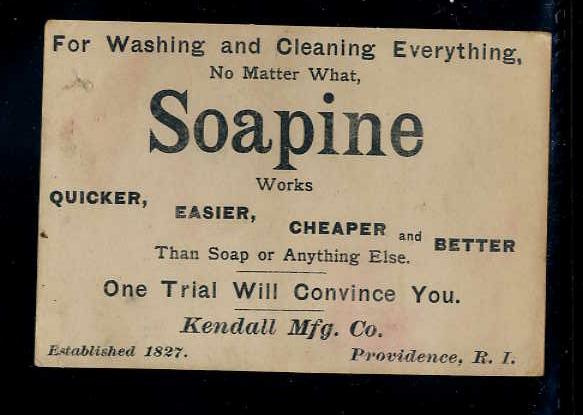 For Washing and Cleaning Everything,
No Matter What,
Soapine
Works
QUICKER,
EASIER,
CHEAPER and BETTER
Than Soap or Anything Else.
One Trial Will Convince You.
Kendall Mfg. Co.
Established 1827.
Providence, R. I.